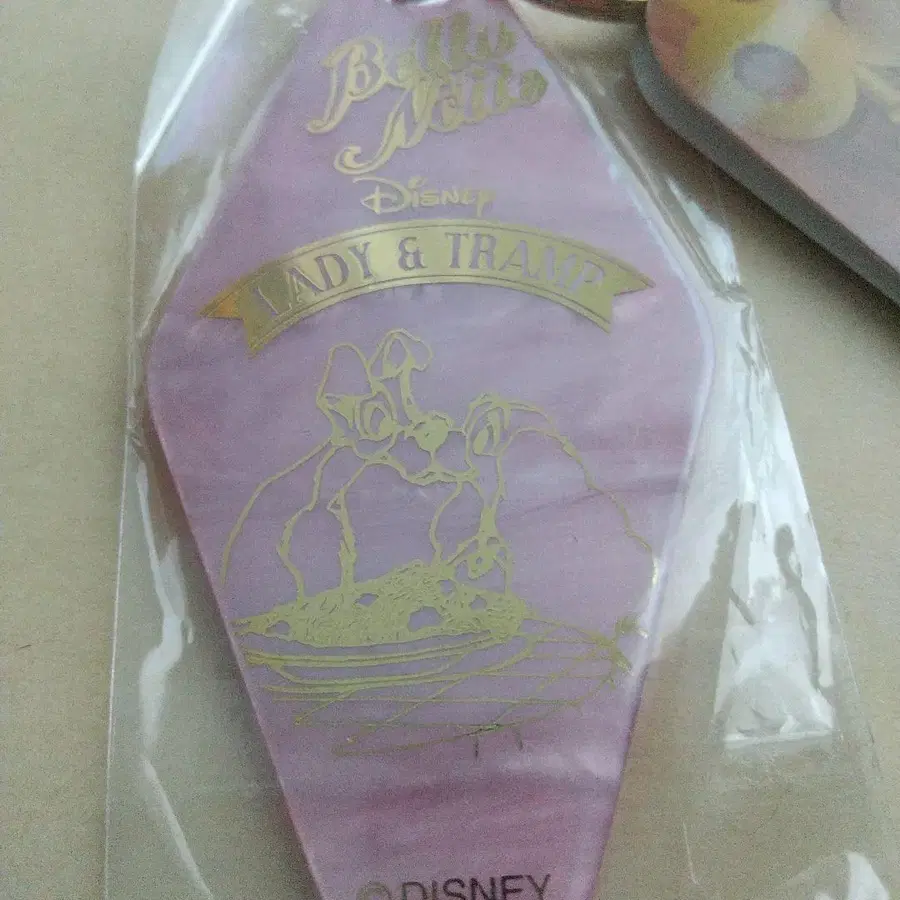 Bella
Notte
Disney
LADY & TRAMP
© DISNEY